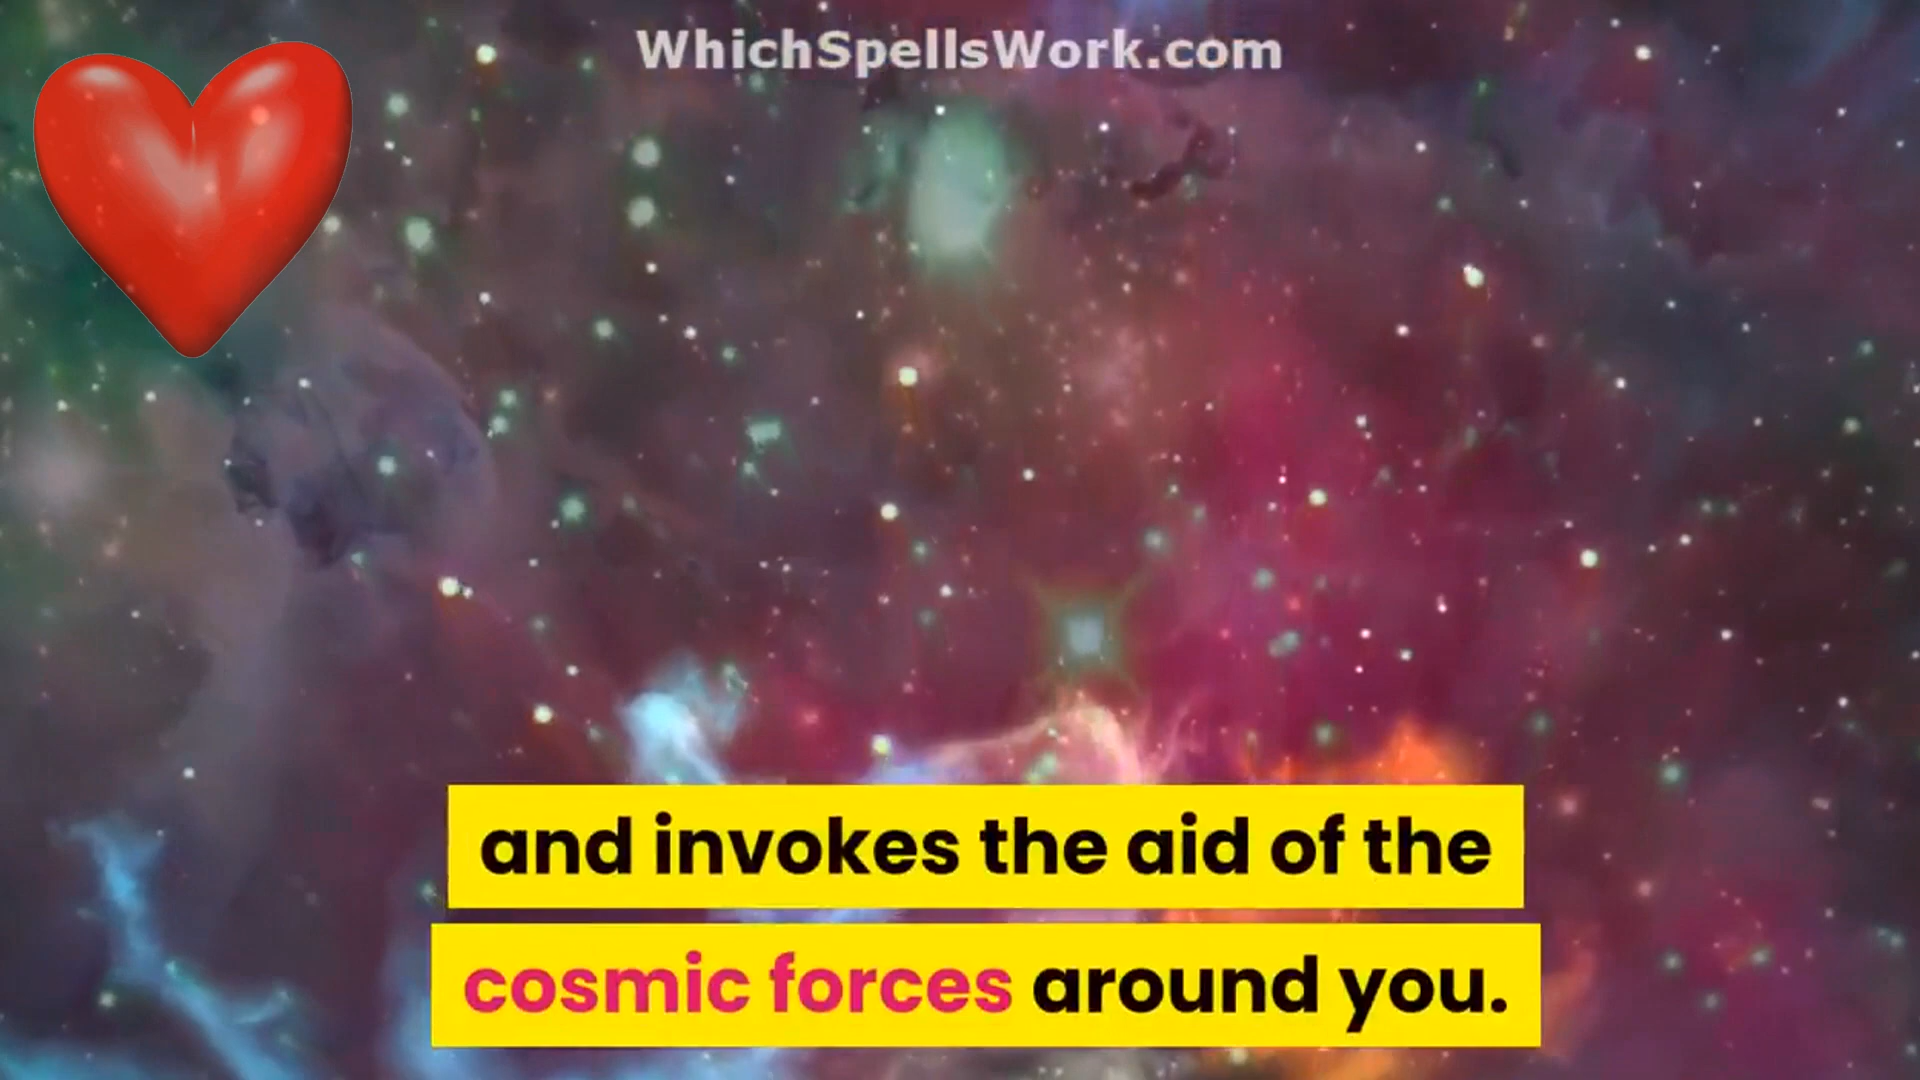 WhichSpellsWork.com
and invokes the aid of the
cosmic forces around you.